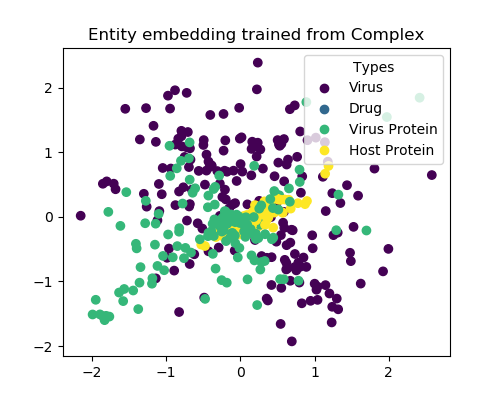 Entity embedding trained from Complex
Types
Virus
Drug
Virus Protein
Host Protein
2
1
0
−1
−2
−2
−1
0
1
2